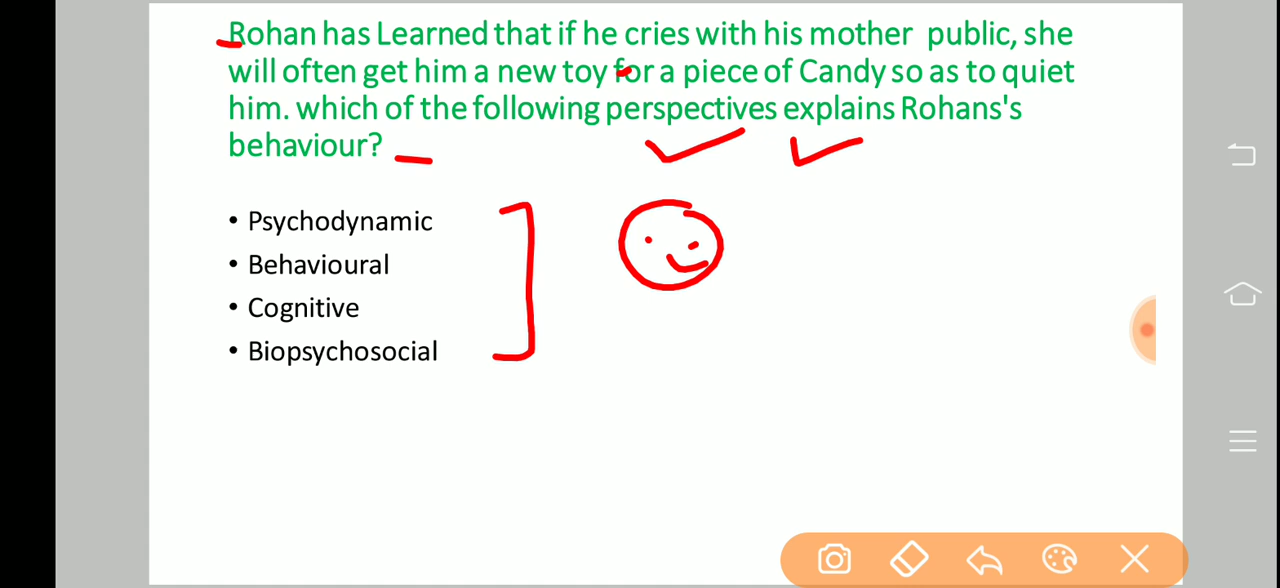 Rohan has Learned that if he cries with his mother public, she
will often get him a new toy for a piece of Candy so as to quiet
him. which of the following perspectives explains Rohans's
behaviour?
• Psychodynamic
• Behavioural
• Cognitive
• Biopsychosocial